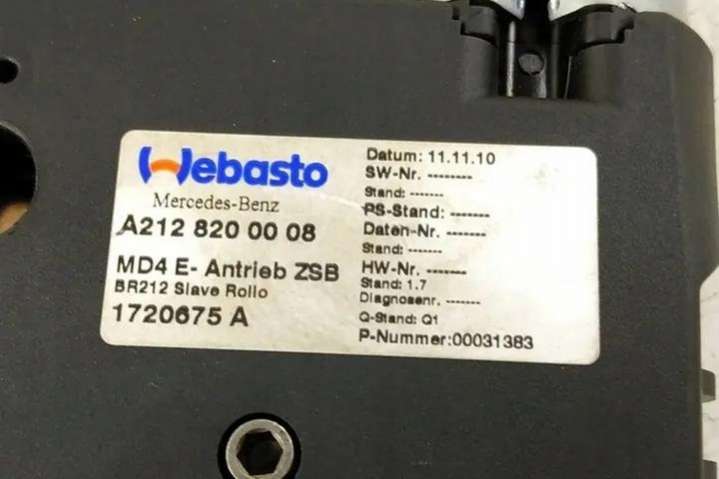 Webasto
Mercedes-Benz
A212 820 00 08
MD4 E- Antrieb ZSB
BR212 Slave Rollo
1720675 A
Datum: 11.11.10
SW-Nr. --------
Stand: -------
PS-Stand: -------
Daten-Nr. -------
Stand: -------
HW-Nr. -------
Stand: 1.7
Diagnosenr. -------
Q-Stand: Q1
P-Nummer:00031383